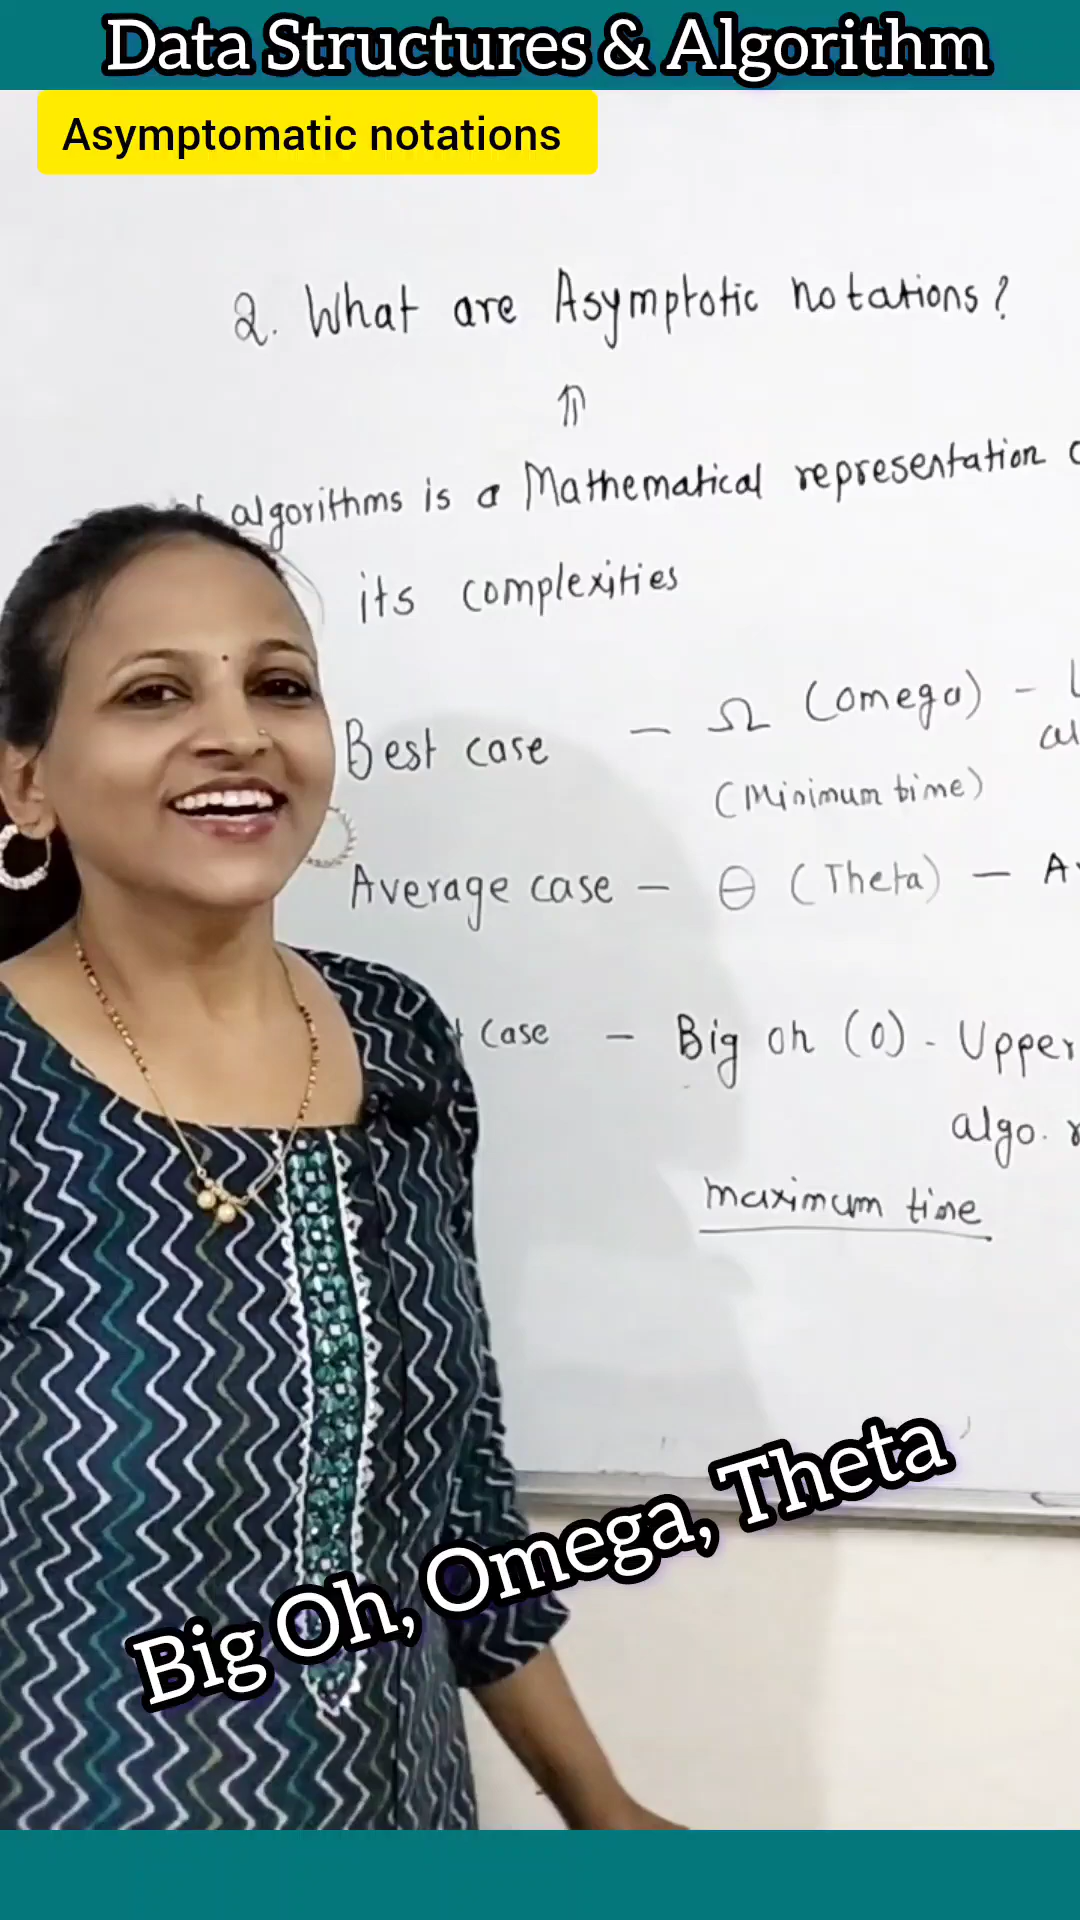 Data Structures & Algorithm
Asymptomatic notations
2. What are Asymptotic notations?
⇑
algorithms is a Mathematical representation
its complexities
Best case – Ω (omega) –
(Minimum time)
Average case – θ (Theta) –
case – Big oh (O) - Upper
algo.
maximum time
Big Oh, Omega, Theta